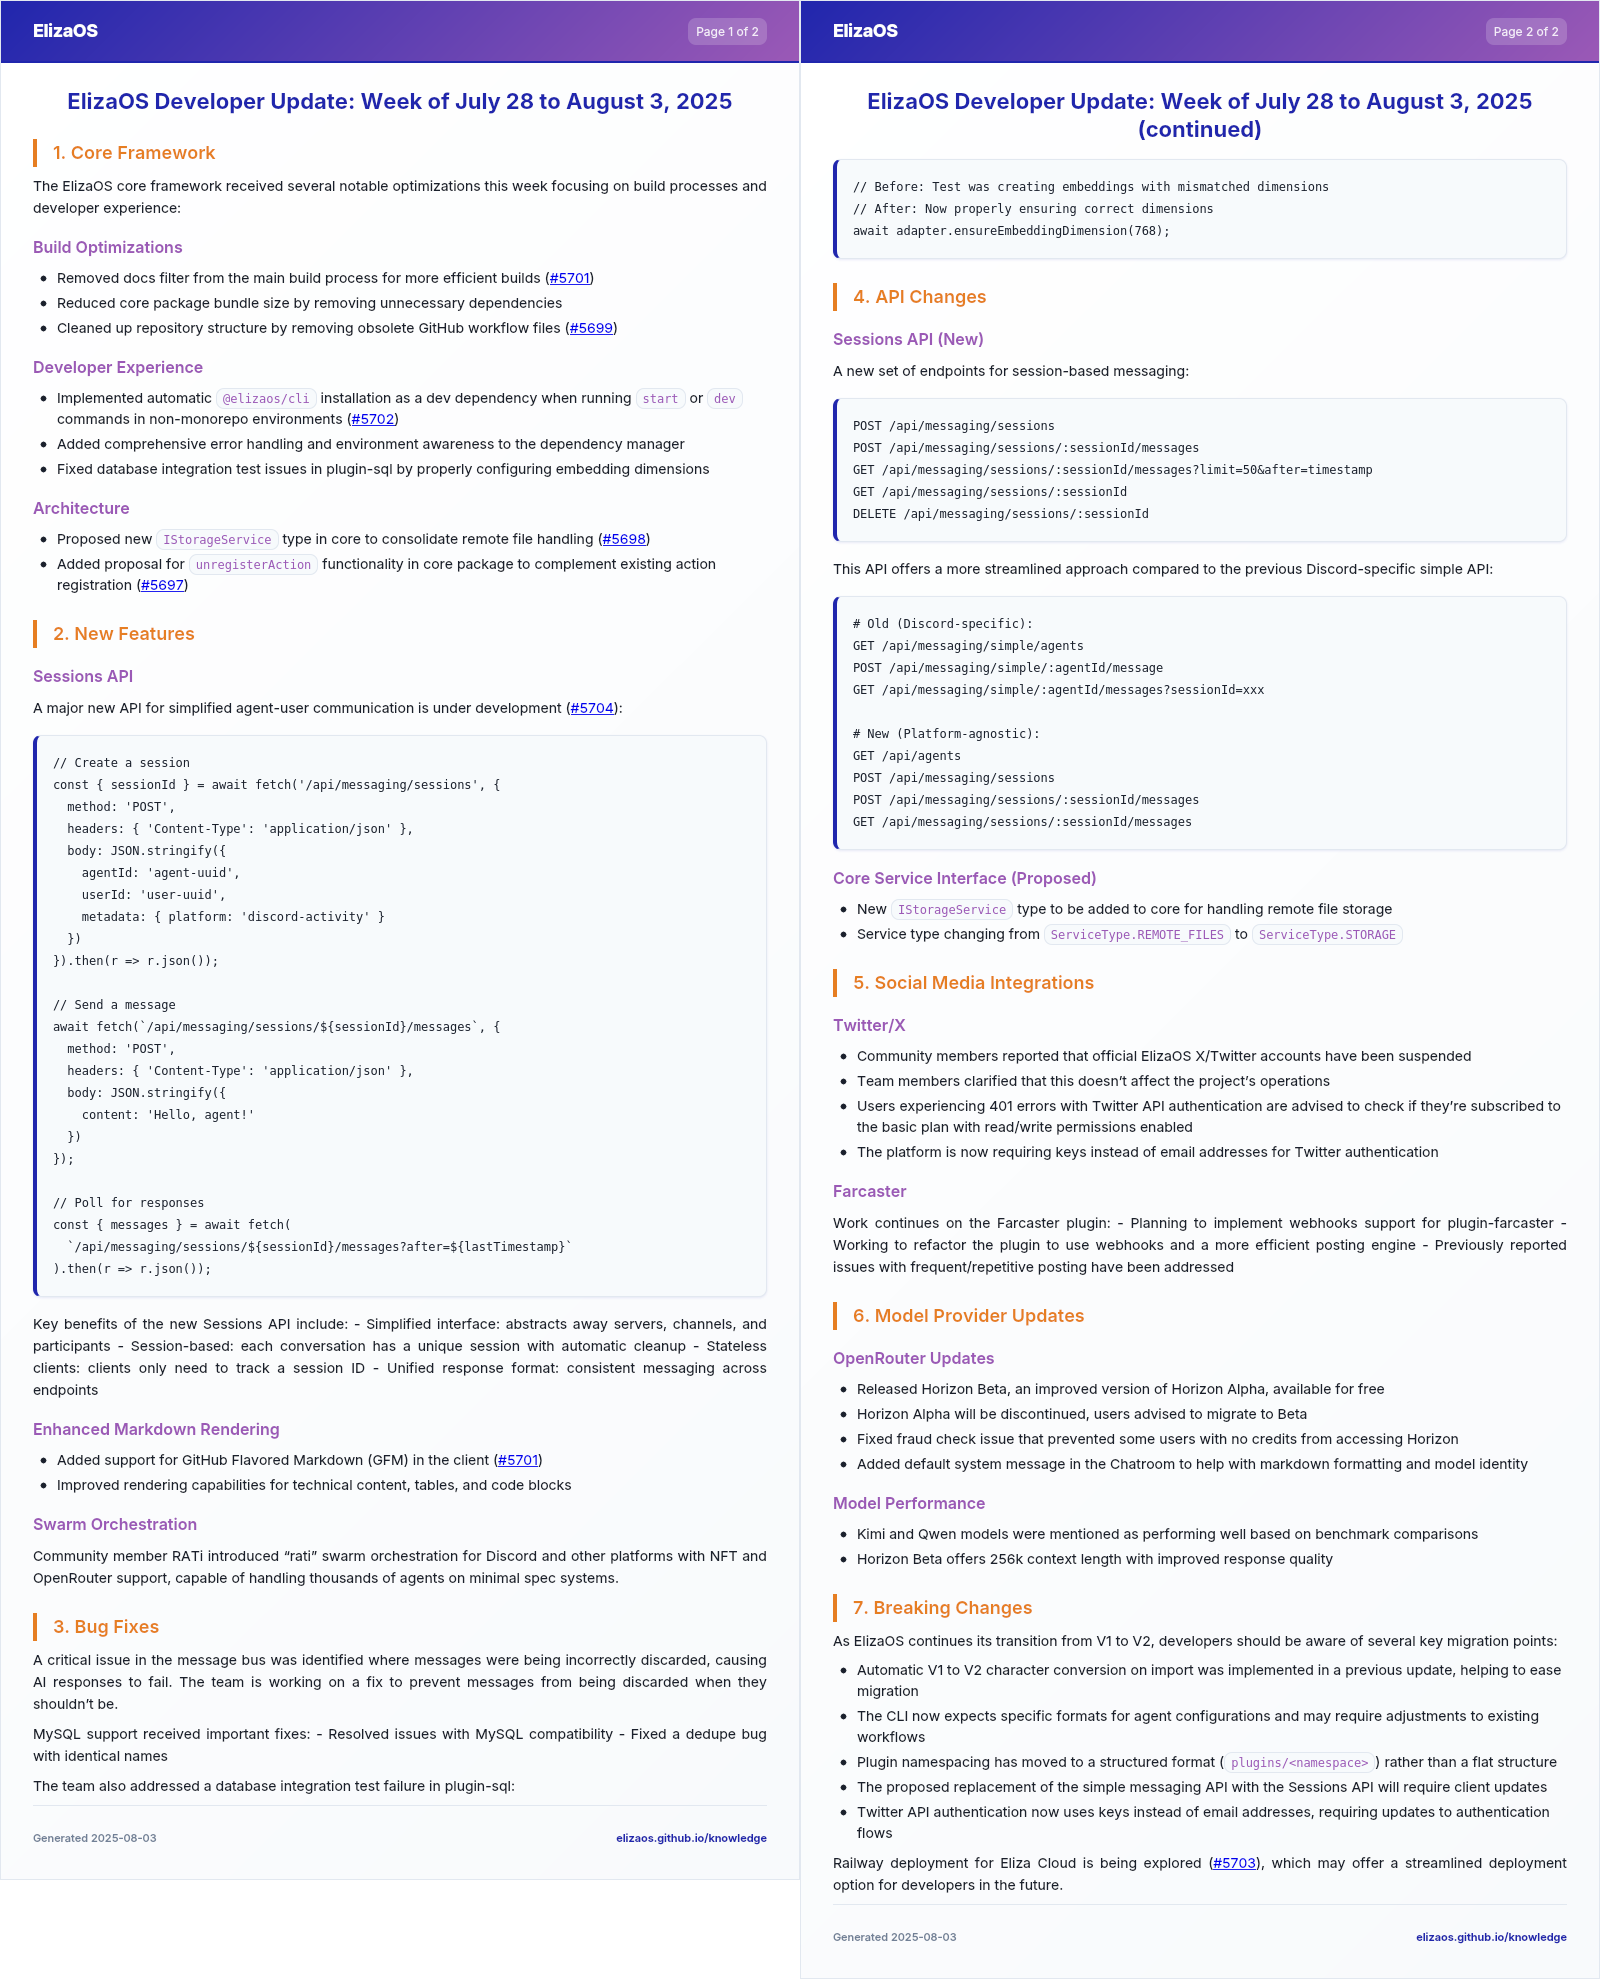 ElizaOS
Page 1 of 2
ElizaOS Developer Update: Week of July 28 to August 3, 2025
1. Core Framework
The ElizaOS core framework received several notable optimizations this week focusing on build processes and
developer experience:
Build Optimizations
• Removed docs filter from the main build process for more efficient builds (#5701)
• Reduced core package bundle size by removing unnecessary dependencies
• Cleaned up repository structure by removing obsolete GitHub workflow files (#5699)
Developer Experience
• Implemented automatic @elizaos/cli installation as a dev dependency when running start or dev
commands in non-monorepo environments (#5702)
• Added comprehensive error handling and environment awareness to the dependency manager
• Fixed database integration test issues in plugin-sql by properly configuring embedding dimensions
Architecture
• Proposed new IStorageService type in core to consolidate remote file handling (#5698)
• Added proposal for unregisterAction functionality in core package to complement existing action
registration (#5697)
2. New Features
Sessions API
A major new API for simplified agent-user communication is under development (#5704):
// Create a session
const { sessionId } = await fetch('/api/messaging/sessions', {
  method: 'POST',
  headers: { 'Content-Type': 'application/json' },
  body: JSON.stringify({
    agentId: 'agent-uuid',
    userId: 'user-uuid',
    metadata: { platform: 'discord-activity' }
  })
}).then(r => r.json());
// Send a message
await fetch(`/api/messaging/sessions/${sessionId}/messages`, {
  method: 'POST',
  headers: { 'Content-Type': 'application/json' },
  body: JSON.stringify({
    content: 'Hello, agent!'
  })
});
// Poll for responses
const { messages } = await fetch(
  `/api/messaging/sessions/${sessionId}/messages?after=${lastTimestamp}`
).then(r => r.json());
Key benefits of the new Sessions API include: - Simplified interface: abstracts away servers, channels, and
participants - Session-based: each conversation has a unique session with automatic cleanup - Stateless
clients: clients only need to track a session ID - Unified response format: consistent messaging across
endpoints
Enhanced Markdown Rendering
• Added support for GitHub Flavored Markdown (GFM) in the client (#5701)
• Improved rendering capabilities for technical content, tables, and code blocks
Swarm Orchestration
Community member RATi introduced “rati” swarm orchestration for Discord and other platforms with NFT and
OpenRouter support, capable of handling thousands of agents on minimal spec systems.
3. Bug Fixes
A critical issue in the message bus was identified where messages were being incorrectly discarded, causing
AI responses to fail. The team is working on a fix to prevent messages from being discarded when they
shouldn’t be.
MySQL support received important fixes: - Resolved issues with MySQL compatibility - Fixed a dedupe bug
with identical names
The team also addressed a database integration test failure in plugin-sql:
Generated 2025-08-03
elizaos.github.io/knowledge
ElizaOS
Page 2 of 2
ElizaOS Developer Update: Week of July 28 to August 3, 2025
(continued)
// Before: Test was creating embeddings with mismatched dimensions
// After: Now properly ensuring correct dimensions
await adapter.ensureEmbeddingDimension(768);
4. API Changes
Sessions API (New)
A new set of endpoints for session-based messaging:
POST /api/messaging/sessions
POST /api/messaging/sessions/:sessionId/messages
GET /api/messaging/sessions/:sessionId/messages?limit=50&after=timestamp
GET /api/messaging/sessions/:sessionId
DELETE /api/messaging/sessions/:sessionId
This API offers a more streamlined approach compared to the previous Discord-specific simple API:
# Old (Discord-specific):
GET /api/messaging/simple/agents
POST /api/messaging/simple/:agentId/message
GET /api/messaging/simple/:agentId/messages?sessionId=xxx
# New (Platform-agnostic):
GET /api/agents
POST /api/messaging/sessions
POST /api/messaging/sessions/:sessionId/messages
GET /api/messaging/sessions/:sessionId/messages
Core Service Interface (Proposed)
• New IStorageService type to be added to core for handling remote file storage
• Service type changing from ServiceType.REMOTE_FILES to ServiceType.STORAGE
5. Social Media Integrations
Twitter/X
• Community members reported that official ElizaOS X/Twitter accounts have been suspended
• Team members clarified that this doesn’t affect the project’s operations
• Users experiencing 401 errors with Twitter API authentication are advised to check if they’re subscribed to
the basic plan with read/write permissions enabled
• The platform is now requiring keys instead of email addresses for Twitter authentication
Farcaster
Work continues on the Farcaster plugin: - Planning to implement webhooks support for plugin-farcaster -
Working to refactor the plugin to use webhooks and a more efficient posting engine - Previously reported
issues with frequent/repetitive posting have been addressed
6. Model Provider Updates
OpenRouter Updates
• Released Horizon Beta, an improved version of Horizon Alpha, available for free
• Horizon Alpha will be discontinued, users advised to migrate to Beta
• Fixed fraud check issue that prevented some users with no credits from accessing Horizon
• Added default system message in the Chatroom to help with markdown formatting and model identity
Model Performance
• Kimi and Qwen models were mentioned as performing well based on benchmark comparisons
• Horizon Beta offers 256k context length with improved response quality
7. Breaking Changes
As ElizaOS continues its transition from V1 to V2, developers should be aware of several key migration points:
• Automatic V1 to V2 character conversion on import was implemented in a previous update, helping to ease
migration
• The CLI now expects specific formats for agent configurations and may require adjustments to existing
workflows
• Plugin namespacing has moved to a structured format (plugins/<namespace>) rather than a flat structure
• The proposed replacement of the simple messaging API with the Sessions API will require client updates
• Twitter API authentication now uses keys instead of email addresses, requiring updates to authentication
flows
Railway deployment for Eliza Cloud is being explored (#5703), which may offer a streamlined deployment
option for developers in the future.
Generated 2025-08-03
elizaos.github.io/knowledge